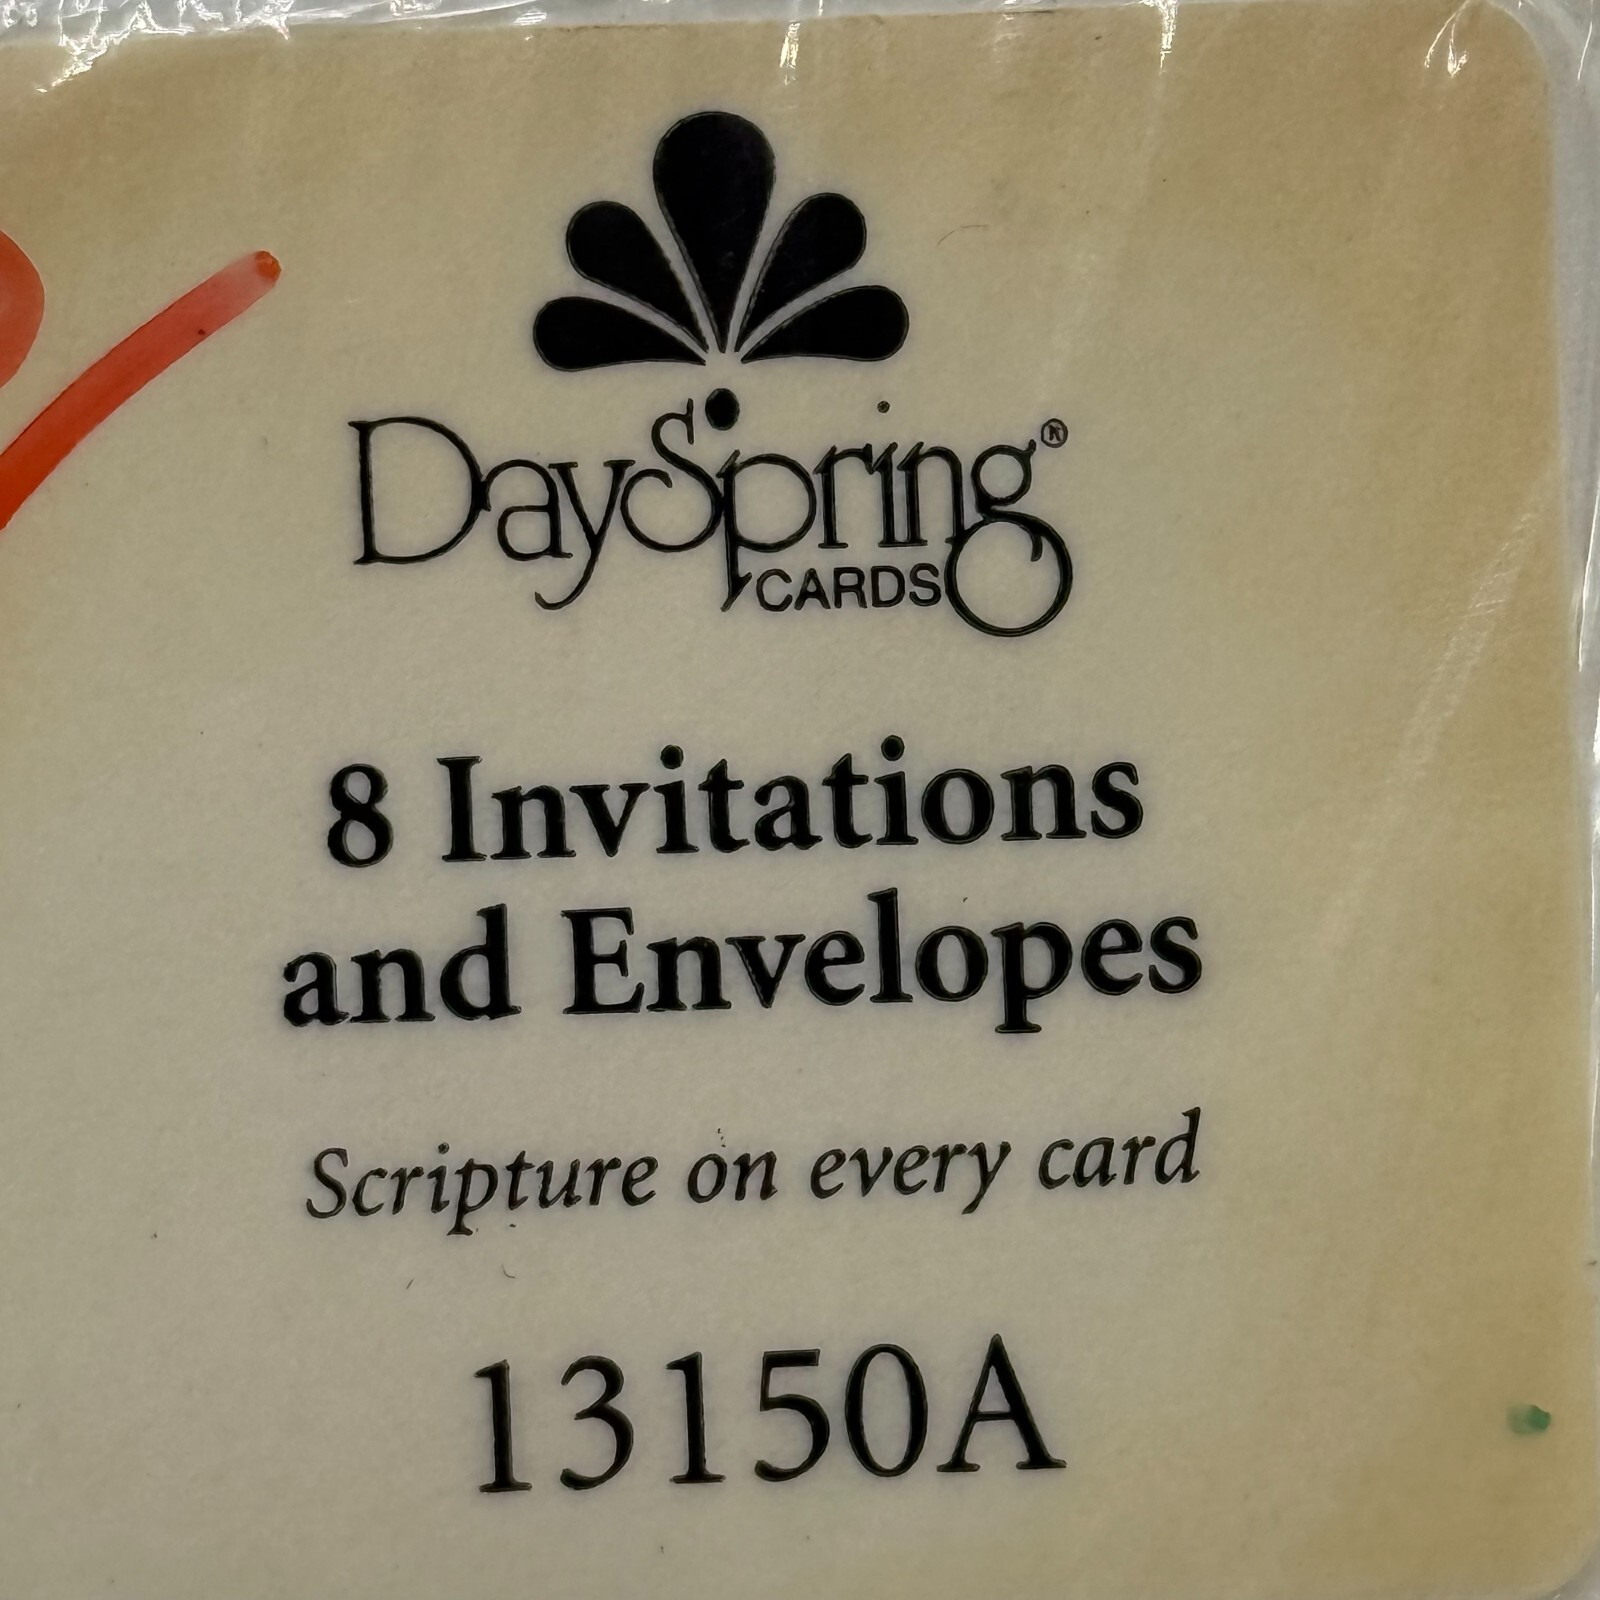 DaySpring®
CARDS
8 Invitations
and Envelopes
Scripture on every card
13150A